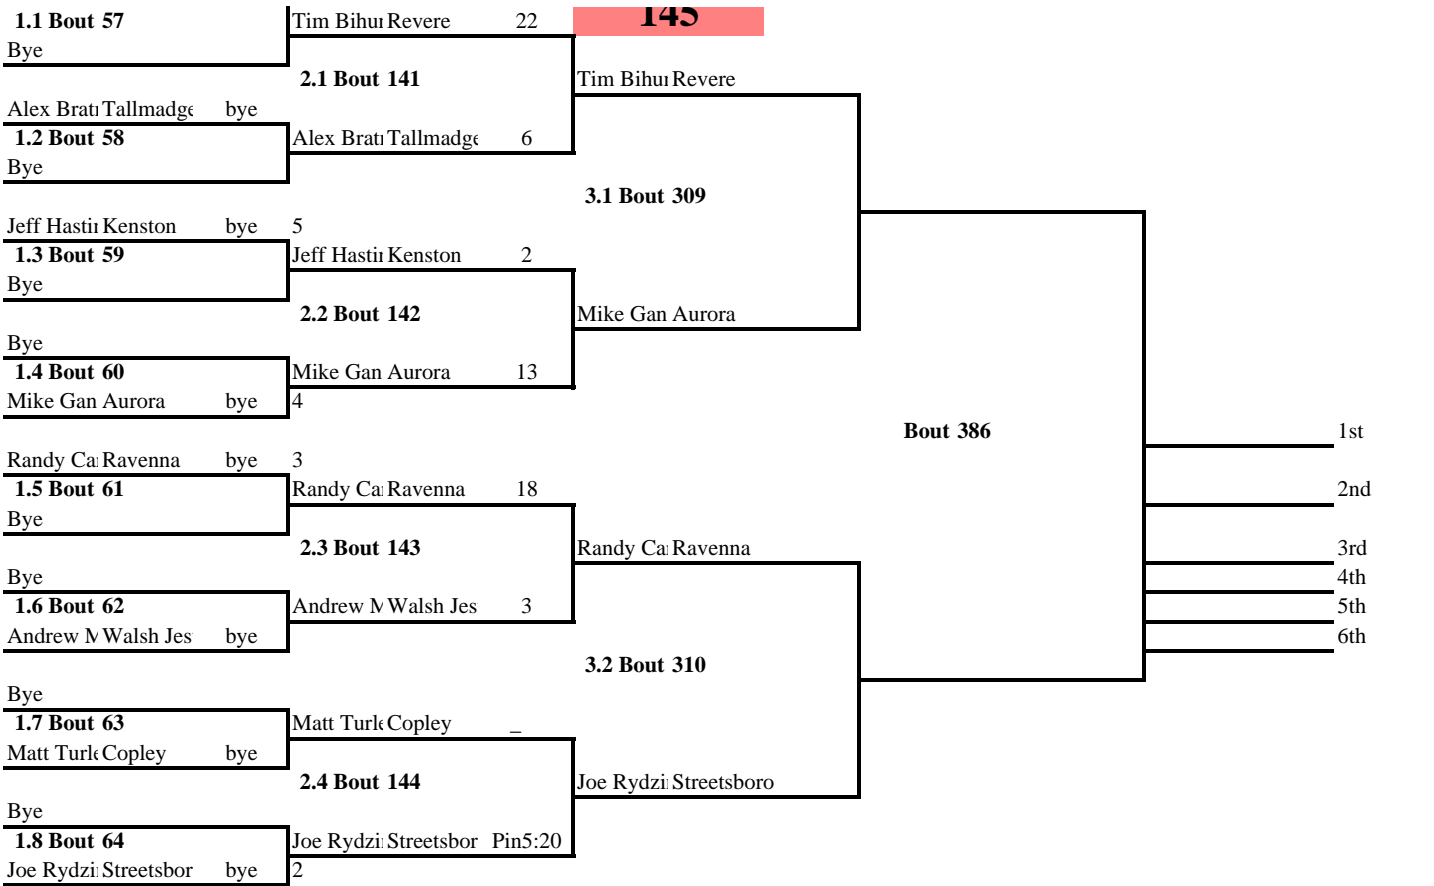 1.1 Bout 57 Tim Bihu Revere 22 145
Bye
2.1 Bout 141 Tim Bihu Revere
Alex Brat Tallmadge bye
1.2 Bout 58 Alex Brat Tallmadge 6
Bye
3.1 Bout 309
Jeff Hasti Kenston bye 5
1.3 Bout 59 Jeff Hasti Kenston 2
Bye
2.2 Bout 142 Mike Gan Aurora
Bye
1.4 Bout 60 Mike Gan Aurora 13
Mike Gan Aurora bye 4
Bout 386 1st
Randy Ca Ravenna bye 3
1.5 Bout 61 Randy Ca Ravenna 18 2nd
Bye
2.3 Bout 143 Randy Ca Ravenna 3rd
Bye 4th
1.6 Bout 62 Andrew M Walsh Jes 3 5th
Andrew M Walsh Jes bye 6th
3.2 Bout 310
Bye
1.7 Bout 63 Matt Turl Copley _
Matt Turl Copley bye
2.4 Bout 144 Joe Rydzi Streetsboro
Bye
1.8 Bout 64 Joe Rydzi Streetsbor Pin5:20
Joe Rydzi Streetsbor bye 2